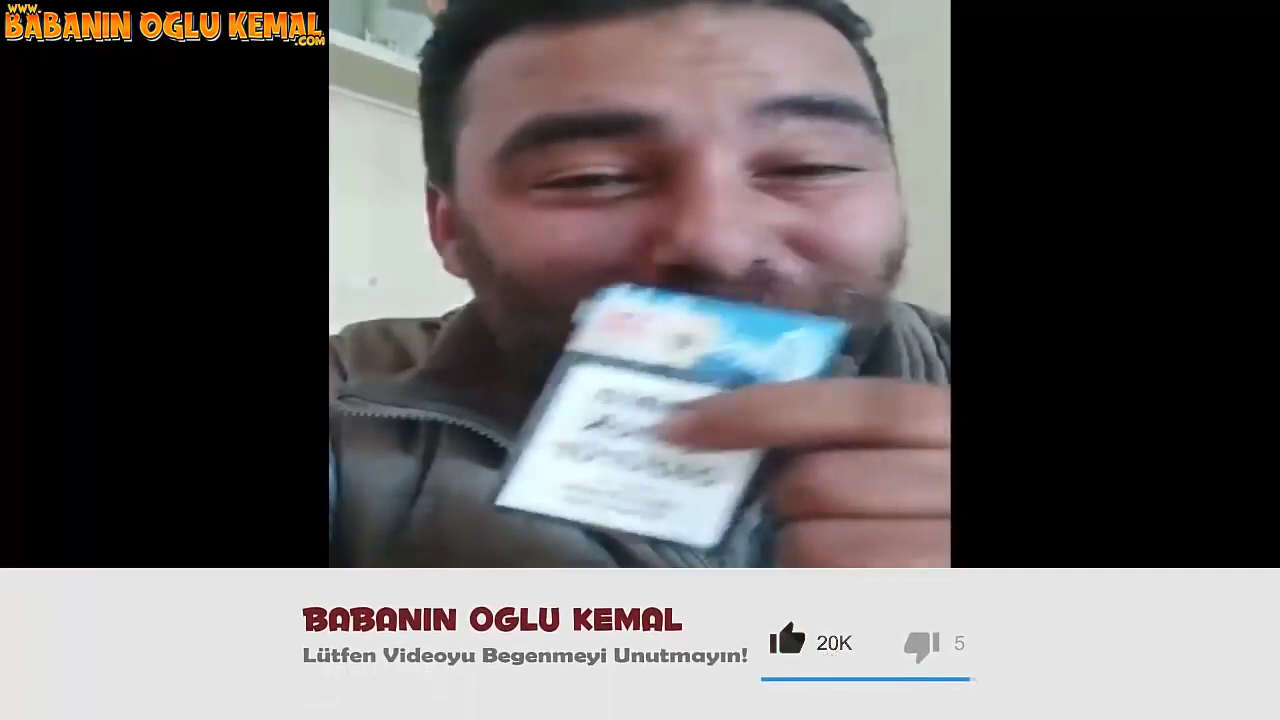 WWW.
BABANIN OGLU KEMAL
.COM
BABANIN OGLU KEMAL
Lütfen Videoyu Begenmeyi Unutmayın!
20K
5